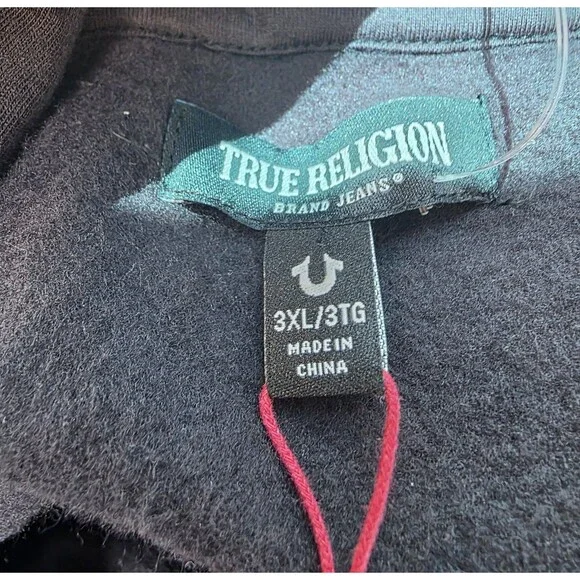 TRUE RELIGION
BRAND JEANS®
3XL/3TG
MADE IN
CHINA